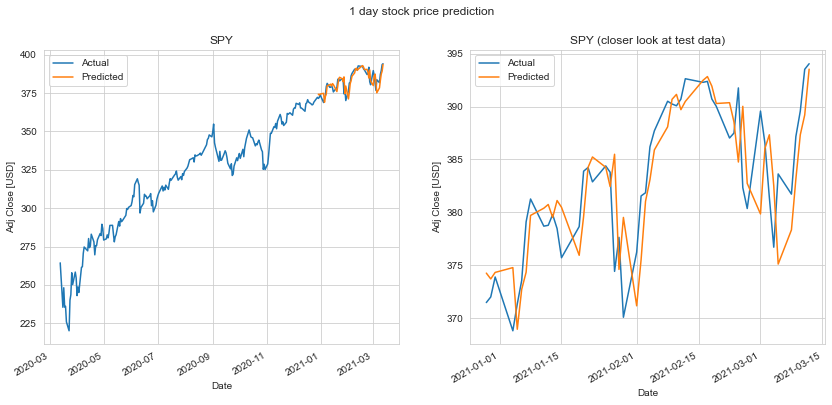 1 day stock price prediction
SPY
Actual
Predicted
400
375
350
325
300
275
250
225
Adj Close [USD]
2020-03
2020-05
2020-07
2020-09
2020-11
2021-01
2021-03
Date
SPY (closer look at test data)
Actual
Predicted
395
390
385
380
375
370
Adj Close [USD]
2021-01-01
2021-01-15
2021-02-01
2021-02-15
2021-03-01
2021-03-15
Date